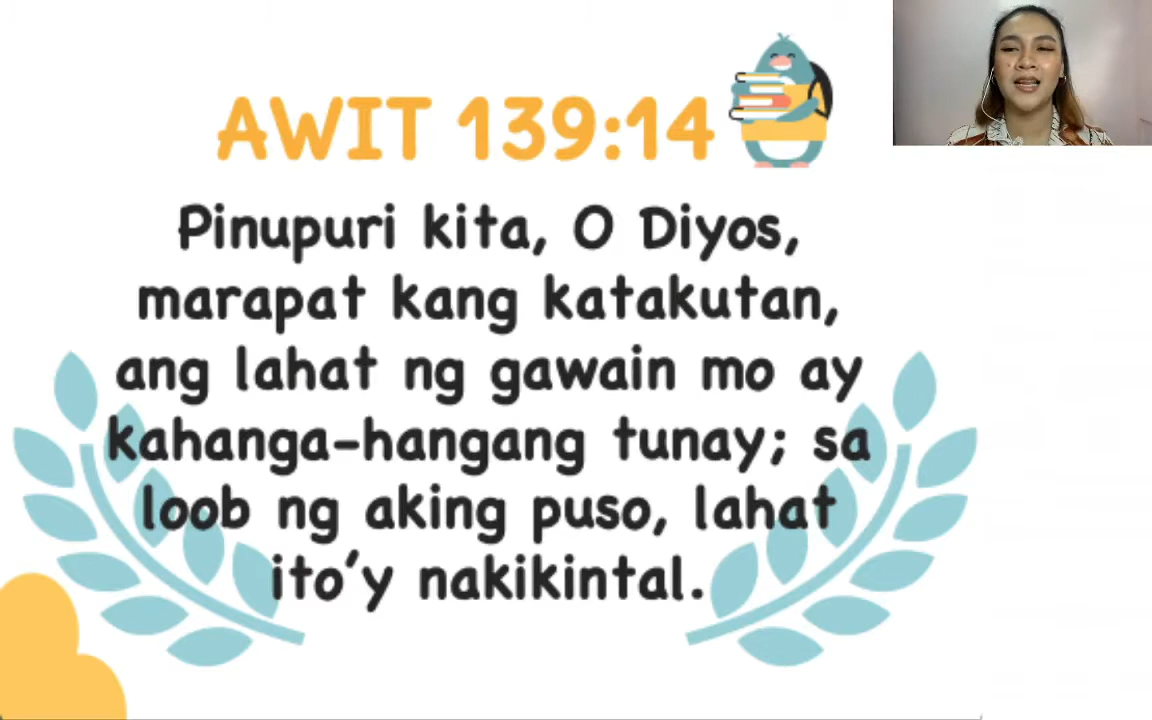 AWIT 139:14
Pinupuri kita, O Diyos,
marapat kang katakutan,
ang lahat ng gawain mo ay
kahanga-hangang tunay; sa
loob ng aking puso, lahat
ito'y nakikintal.